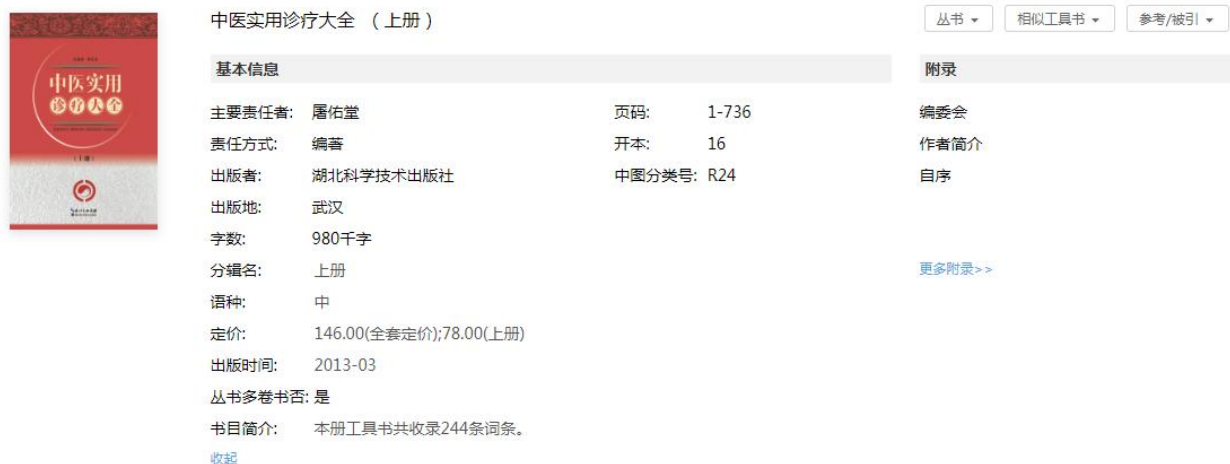 中医实用诊疗大全 （上册）
丛书
相似工具书
参考/被引
中医实用
诊疗大全
（上册）
基本信息
主要责任者: 屠佑堂
页码: 1-736
责任方式: 编著
开本: 16
出版者: 湖北科学技术出版社
中图分类号: R24
出版地: 武汉
字数: 980千字
分辑名: 上册
语种: 中
定价: 146.00(全套定价);78.00(上册)
出版时间: 2013-03
丛书多卷书否: 是
书目简介: 本册工具书共收录244条词条。
收起
附录
编委会
作者简介
自序
更多附录>>